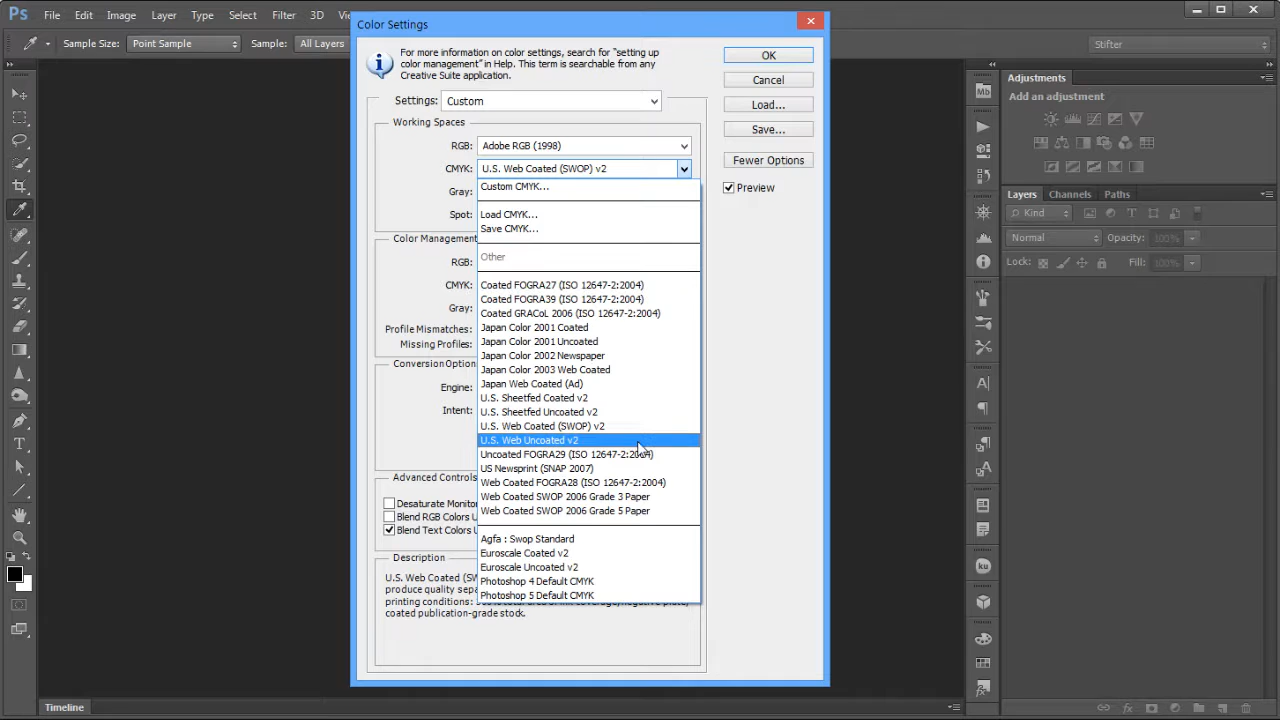 Ps File Edit Image Layer Type Select Filter 3D
Sample Size: Point Sample Sample: All Layers
Stifter
Color Settings
For more information on color settings, search for "setting up
color management" in Help. This term is searchable from any
Creative Suite application.
Settings: Custom
OK
Cancel
Load...
Save...
Fewer Options
Preview
Working Spaces
RGB: Adobe RGB (1998)
CMYK: U.S. Web Coated (SWOP) v2
Gray:
Spot:
Custom CMYK...
Load CMYK...
Save CMYK...
Other
Coated FOGRA27 (ISO 12647-2:2004)
Coated FOGRA39 (ISO 12647-2:2004)
Coated GRACoL 2006 (ISO 12647-2:2004)
Japan Color 2001 Coated
Japan Color 2001 Uncoated
Japan Color 2002 Newspaper
Japan Color 2003 Web Coated
Japan Web Coated (Ad)
U.S. Sheetfed Coated v2
U.S. Sheetfed Uncoated v2
U.S. Web Coated (SWOP) v2
U.S. Web Uncoated v2
Uncoated FOGRA29 (ISO 12647-2:2004)
US Newsprint (SNAP 2007)
Web Coated FOGRA28 (ISO 12647-2:2004)
Web Coated SWOP 2006 Grade 3 Paper
Web Coated SWOP 2006 Grade 5 Paper
Agfa : Swop Standard
Euroscale Coated v2
Euroscale Uncoated v2
Photoshop 4 Default CMYK
Photoshop 5 Default CMYK
Color Management
RGB:
CMYK:
Gray:
Profile Mismatches:
Missing Profiles:
Conversion Option
Engine:
Intent:
Advanced Controls
Desaturate Monitor
Blend RGB Colors U
Blend Text Colors U
Description
U.S. Web Coated (SW
produce quality separ
printing conditions:
coated publication-grade stock.
Adjustments
Add an adjustment
Layers Channels Paths
Kind
Normal Opacity: 100%
Lock: Fill: 100%
Mb
A
ku
Timeline